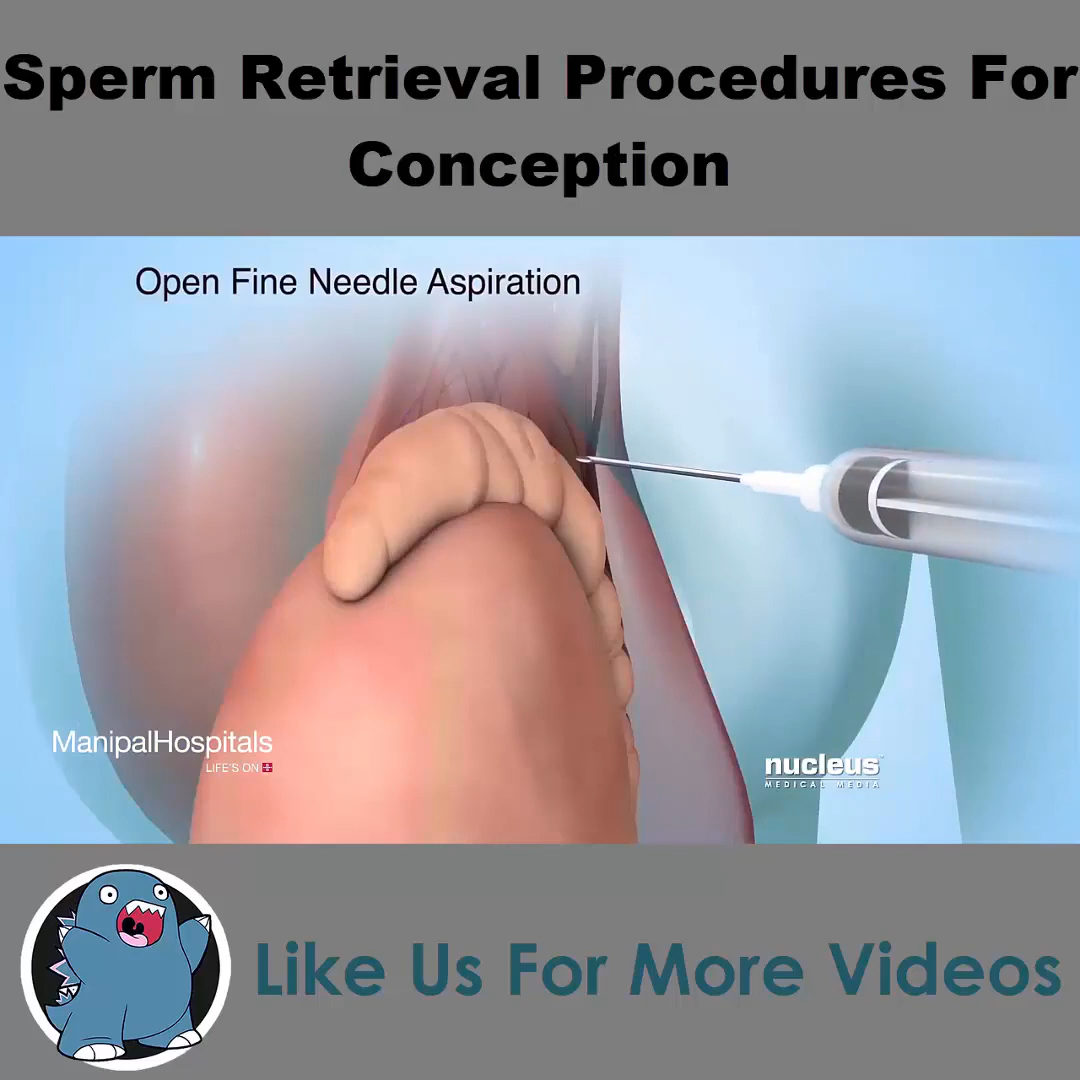 Sperm Retrieval Procedures For
Conception
Open Fine Needle Aspiration
ManipalHospitals
LIFE'S ON
nucleus
MEDICAL MEDIA
Like Us For More Videos